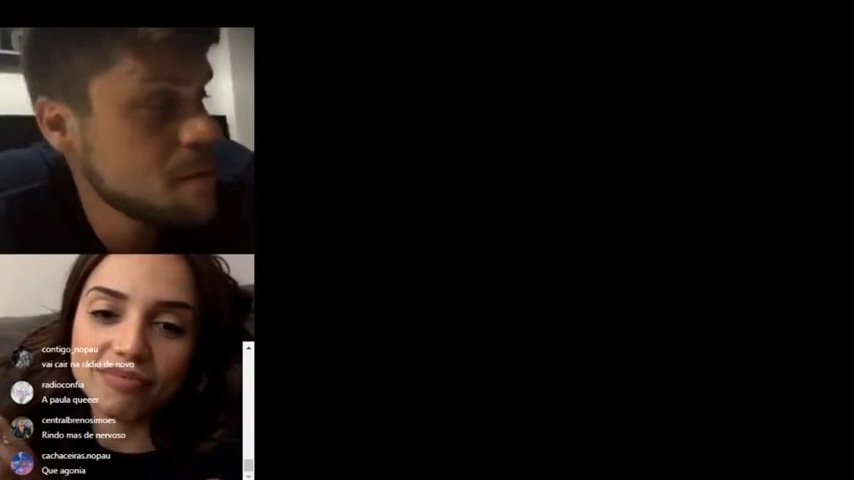 contigo_nopau
vai cair na rádio de novo
radioconfia
A paula queeer
centralbrenosimoes
Rindo mas de nervoso
cachaceiras.nopau
Que agonia